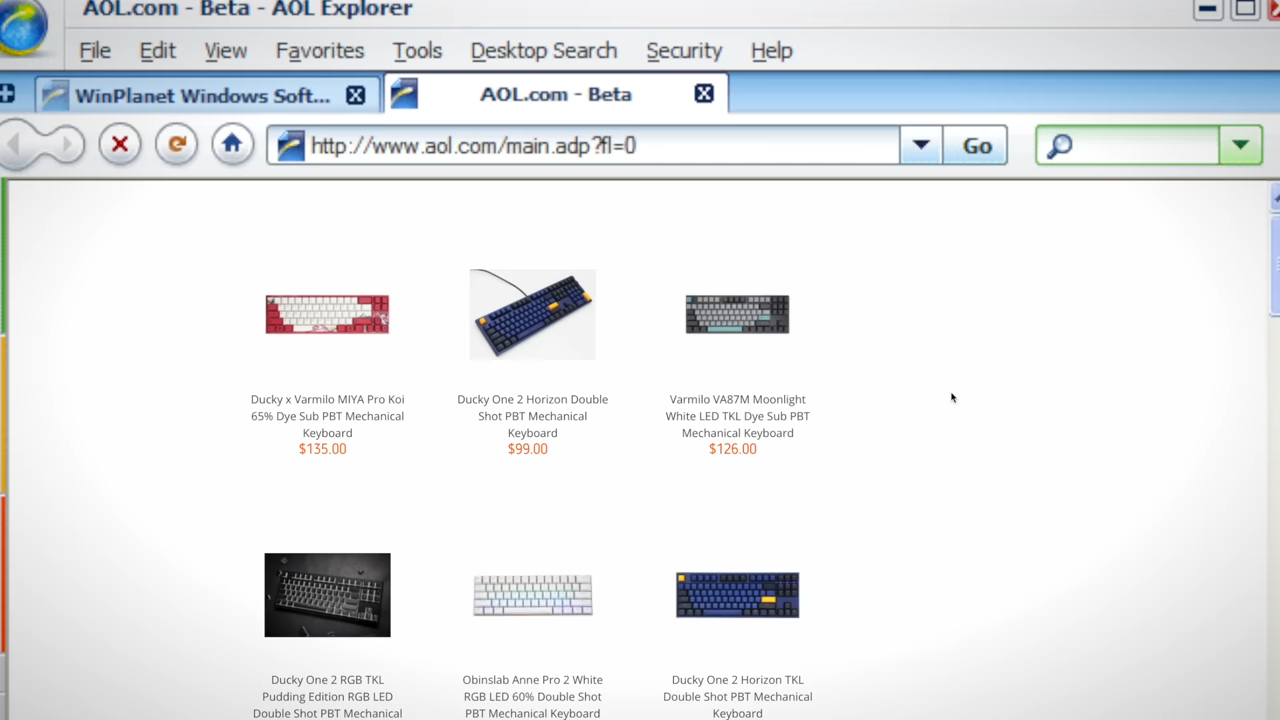 AOL.com - Beta - AOL Explorer
File Edit View Favorites Tools Desktop Search Security Help
WinPlanet Windows Soft... AOL.com - Beta
http://www.aol.com/main.adp?fl=0 Go
Ducky x Varmilo MIYA Pro Koi
65% Dye Sub PBT Mechanical
Keyboard
$135.00
Ducky One 2 Horizon Double
Shot PBT Mechanical
Keyboard
$99.00
Varmilo VA87M Moonlight
White LED TKL Dye Sub PBT
Mechanical Keyboard
$126.00
Ducky One 2 RGB TKL
Pudding Edition RGB LED
Double Shot PBT Mechanical
Obinslab Anne Pro 2 White
RGB LED 60% Double Shot
PBT Mechanical Keyboard
Ducky One 2 Horizon TKL
Double Shot PBT Mechanical
Keyboard